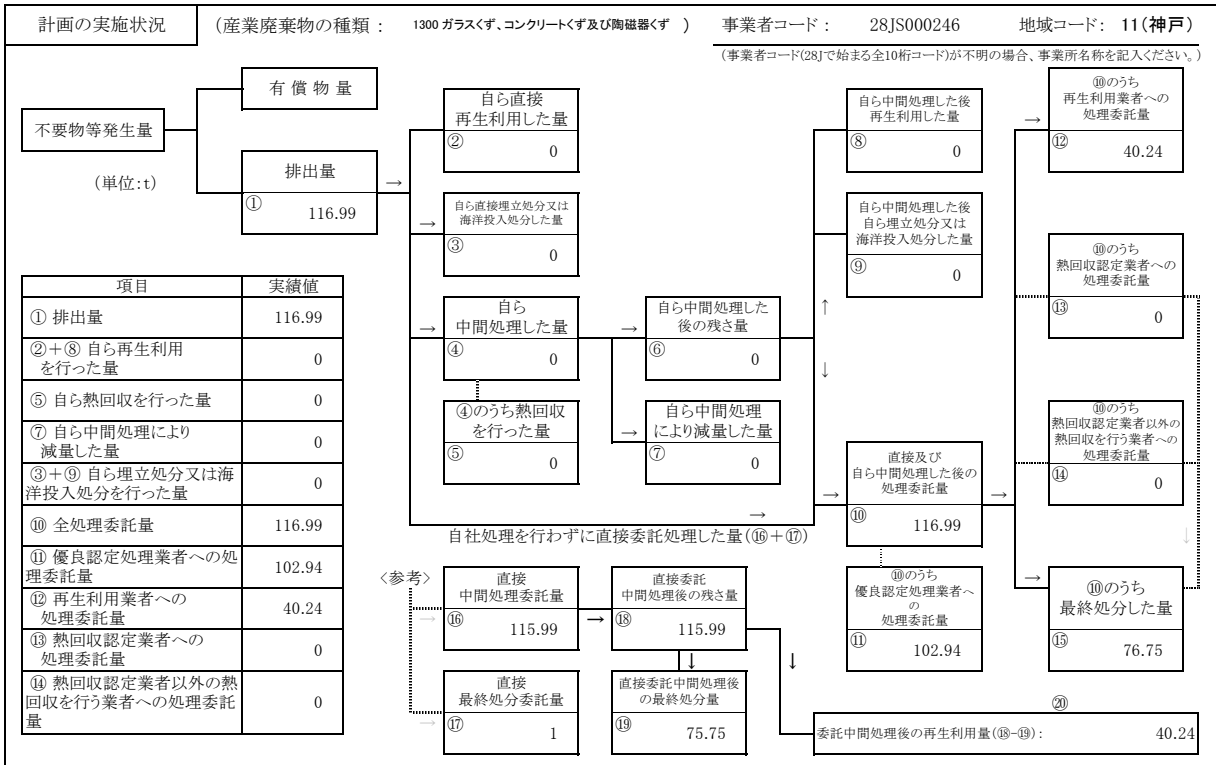 計画の実施状況
(産業廃棄物の種類： 1300 ガラスくず、コンクリートくず及び陶磁器くず )
事業者コード： 28JS000246
地域コード： 11(神戸)
(事業者コード(28Jで始まる全10桁コード)が不明の場合、事業所名称を記入ください。)
不要物等発生量
(単位:t)
有償物量
排出量
→
①
116.99
自ら直接
再生利用した量
②
0
→
自ら直接埋立処分又は
海洋投入処分した量
③
0
→
自ら
中間処理した量
④
0
④のうち熱回収
を行った量
⑤
0
→
自ら中間処理した
後の残さ量
⑥
0
→
自ら中間処理
により減量した量
⑦
0
自ら中間処理した後
再生利用した量
⑧
0
自ら中間処理した後
自ら埋立処分又は
海洋投入処分した量
⑨
0
↑
↓
→
→
直接及び
自ら中間処理した後の
処理委託量
⑩
116.99
→
⑩のうち
優良認定処理業者へ
の
処理委託量
⑪
102.94
→
⑩のうち
再生利用業者への
処理委託量
⑫
40.24
⑩のうち
熱回収認定業者への
処理委託量
⑬
0
⑩のうち
熱回収認定業者以外の
熱回収を行う業者への
処理委託量
⑭
0
↓
→
⑩のうち
最終処分した量
⑮
76.75
項目 実績値
① 排出量 116.99
②＋⑧ 自ら再生利用
を行った量 0
⑤ 自ら熱回収を行った量 0
⑦ 自ら中間処理により
減量した量 0
③＋⑨ 自ら埋立処分又は海
洋投入処分を行った量 0
⑩ 全処理委託量 116.99
⑪ 優良認定処理業者への処
理委託量 102.94
⑫ 再生利用業者への
処理委託量 40.24
⑬ 熱回収認定業者への
処理委託量 0
⑭ 熱回収認定業者以外の熱
回収を行う業者への処理委託
量 0
自社処理を行わずに直接委託処理した量(⑯＋⑰)
〈参考〉
→
直接
中間処理委託量
⑯
115.99
→
直接委託
中間処理後の残さ量
⑱
115.99
→
直接
最終処分委託量
⑰
1
↓
直接委託中間処理後
の最終処分量
⑲
75.75
↓
⑳
委託中間処理後の再生利用量(⑱-⑲)： 40.24